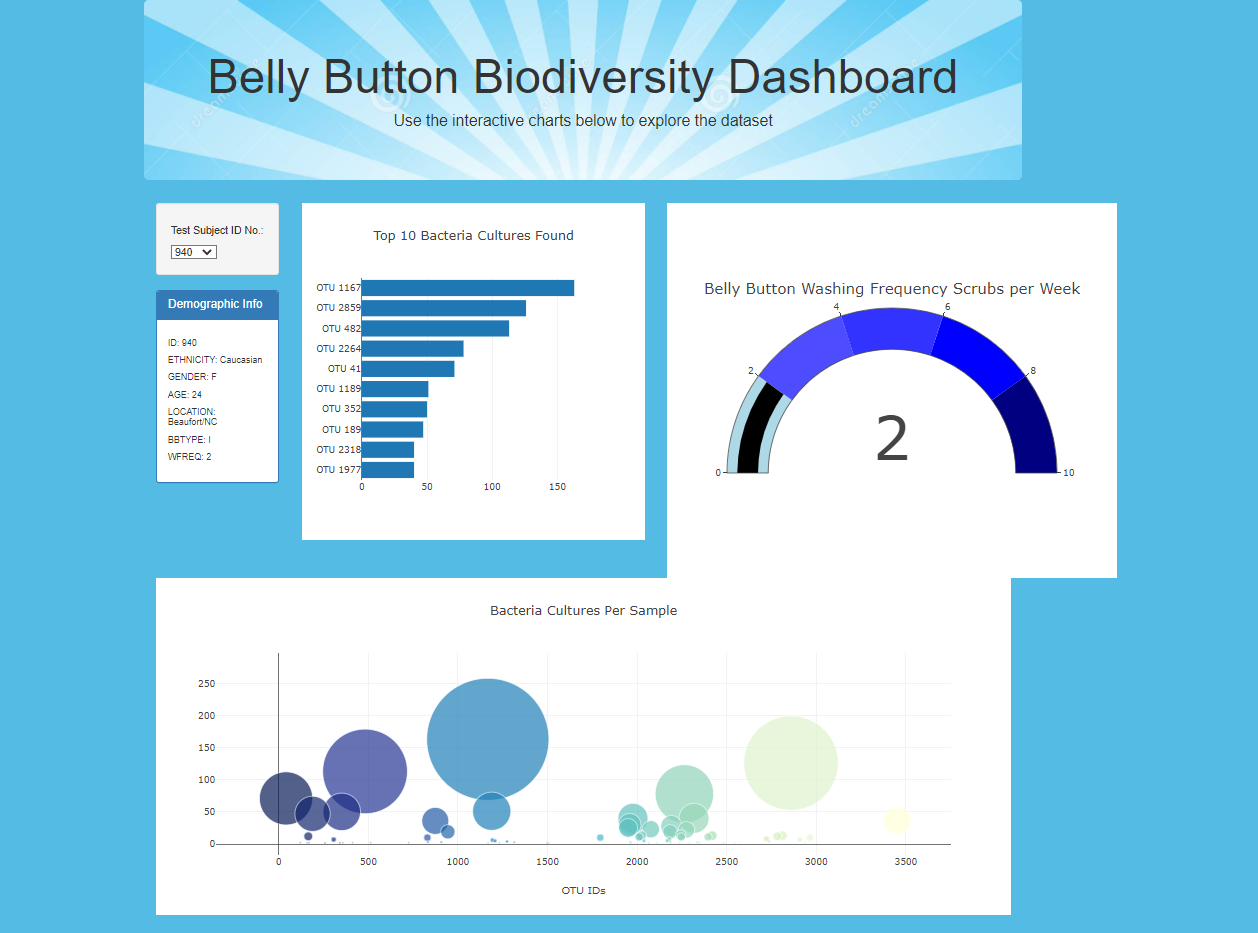 Belly Button Biodiversity Dashboard
Use the interactive charts below to explore the dataset
Test Subject ID No.:
940
Demographic Info
ID: 940
ETHNICITY: Caucasian
GENDER: F
AGE: 24
LOCATION:
Beaufort/NC
BBTYPE: I
WFREQ: 2
Top 10 Bacteria Cultures Found
OTU 1167
OTU 2859
OTU 482
OTU 2264
OTU 41
OTU 1189
OTU 352
OTU 189
OTU 2318
OTU 1977
0 50 100 150
Belly Button Washing Frequency Scrubs per Week
4 6
2 8
2
0 10
Bacteria Cultures Per Sample
250
200
150
100
50
0
0 500 1000 1500 2000 2500 3000 3500
OTU IDs